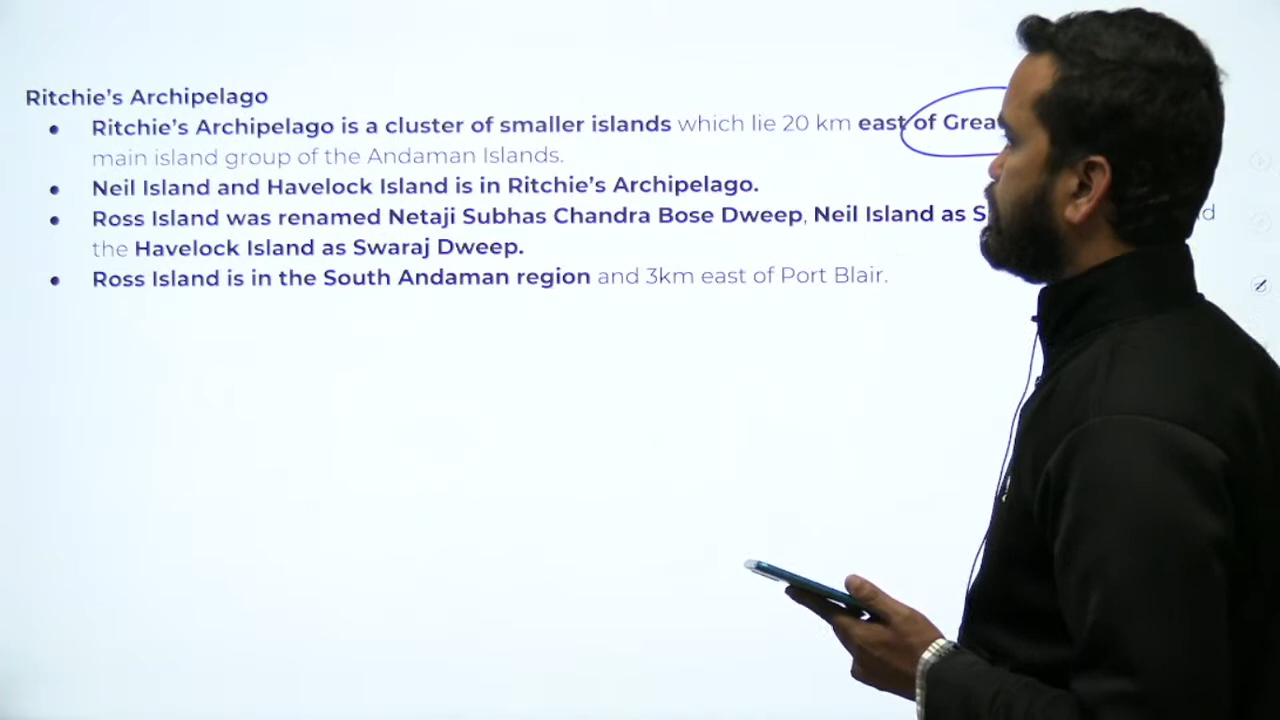 Ritchie’s Archipelago
• Ritchie’s Archipelago is a cluster of smaller islands which lie 20 km east of
main island group of the Andaman Islands.
• Neil Island and Havelock Island is in Ritchie’s Archipelago.
• Ross Island was renamed Netaji Subhas Chandra Bose Dweep, Neil Island as
the Havelock Island as Swaraj Dweep.
• Ross Island is in the South Andaman region and 3km east of Port Blair.